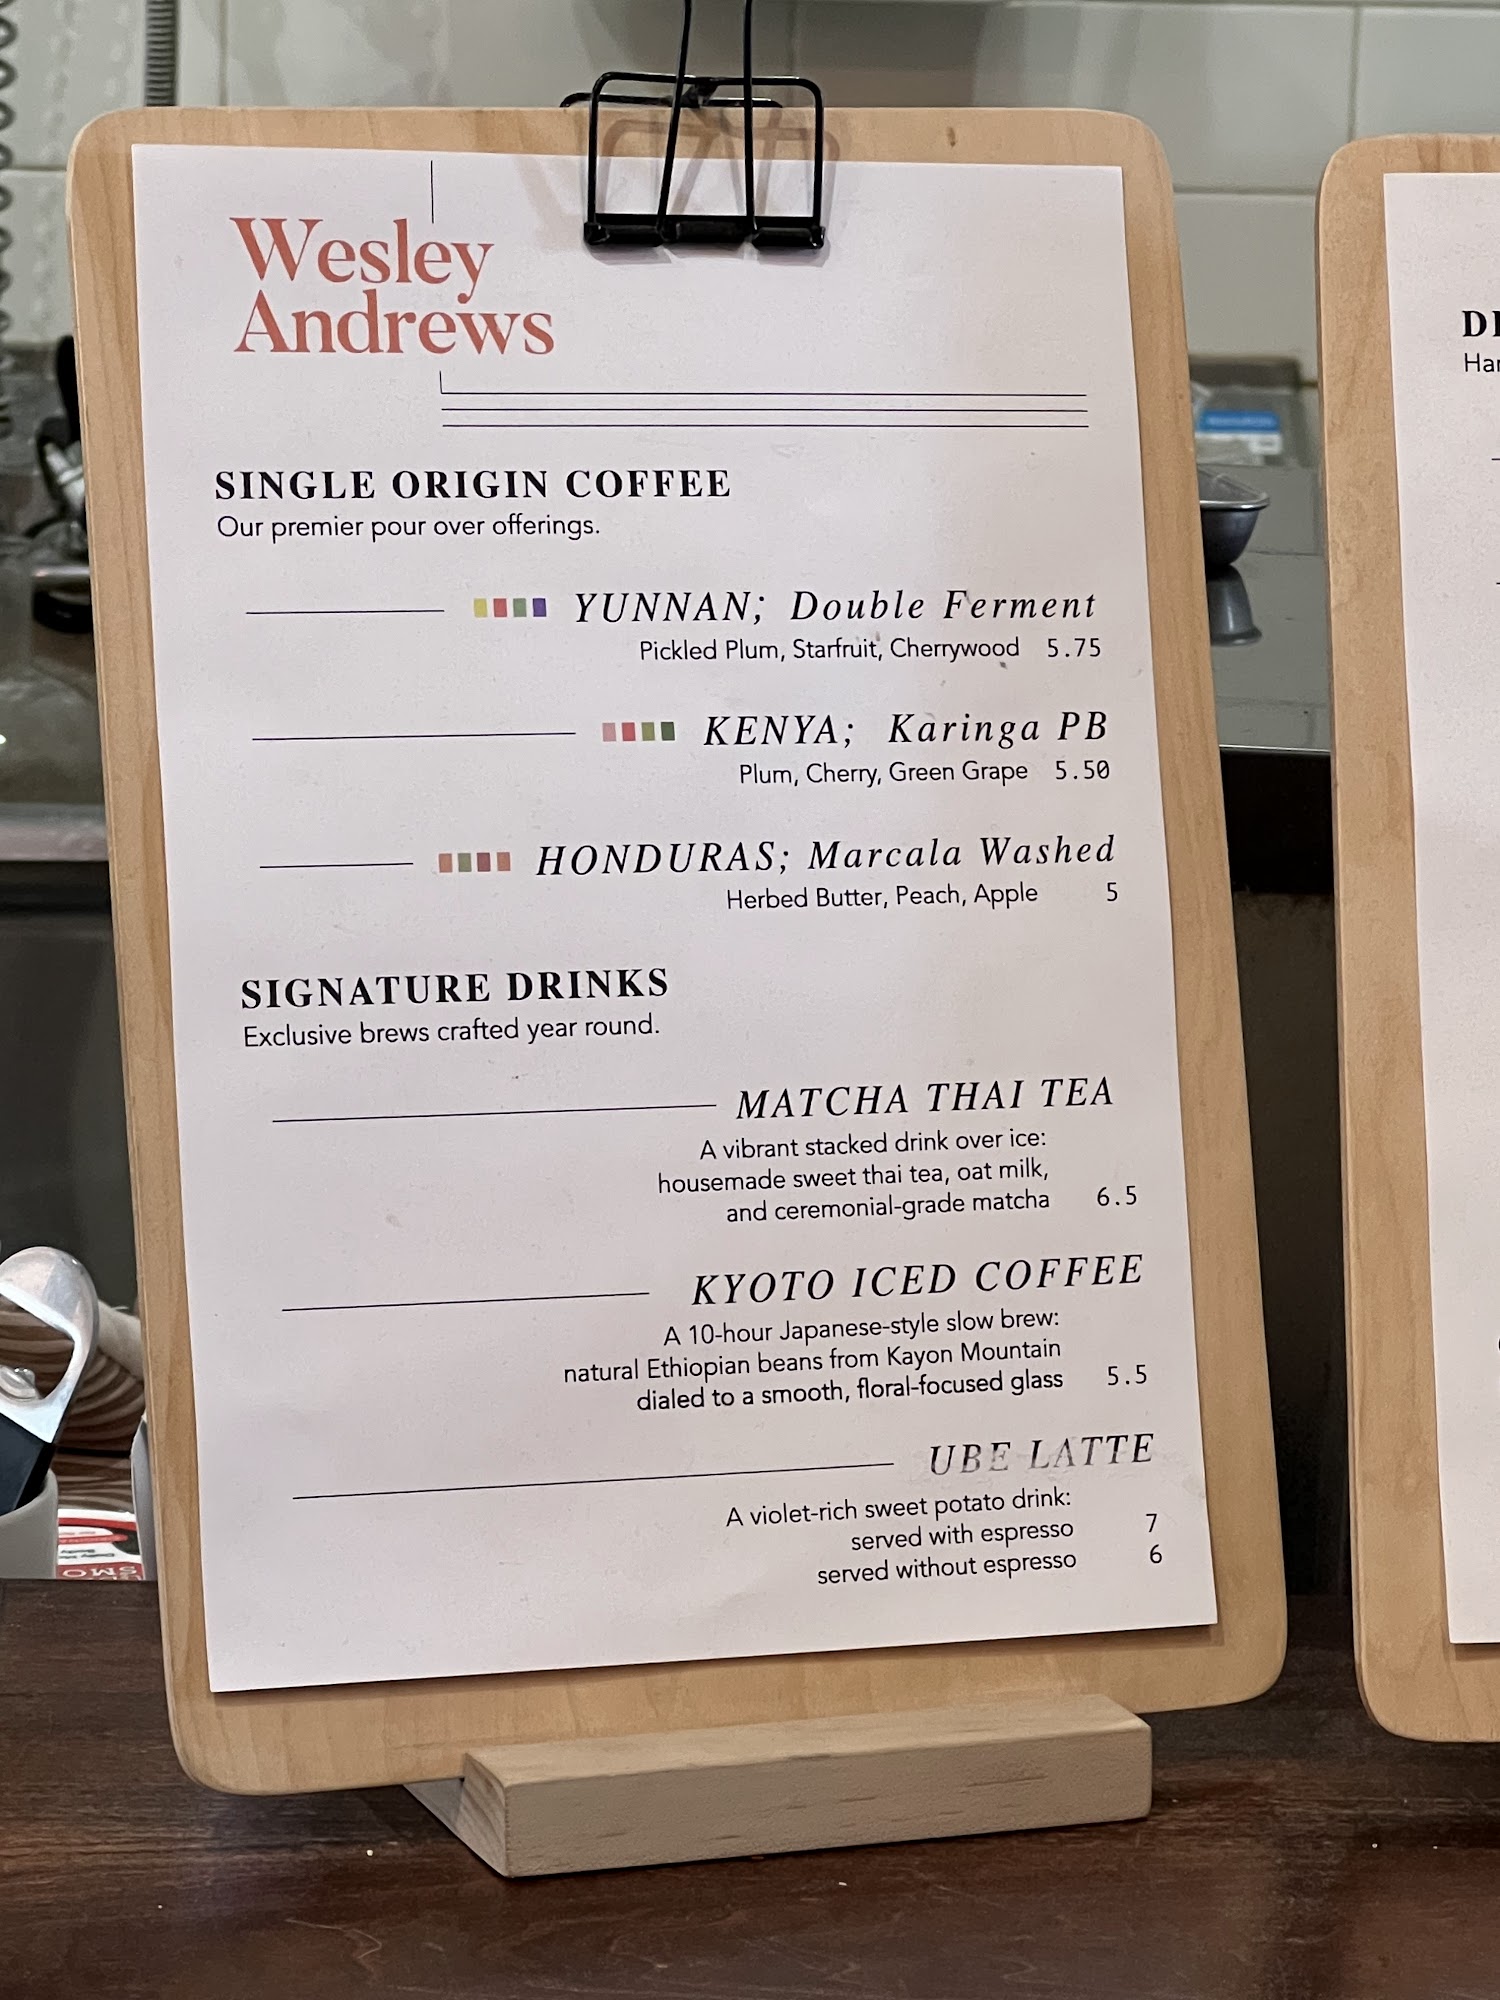 Wesley
Andrews
SINGLE ORIGIN COFFEE
Our premier pour over offerings.
YUNNAN; Double Ferment
Pickled Plum, Starfruit, Cherrywood 5.75
KENYA; Karinga PB
Plum, Cherry, Green Grape 5.50
HONDURAS; Marcala Washed
Herbed Butter, Peach, Apple 5
SIGNATURE DRINKS
Exclusive brews crafted year round.
MATCHA THAI TEA
A vibrant stacked drink over ice:
housemade sweet thai tea, oat milk,
and ceremonial-grade matcha 6.5
KYOTO ICED COFFEE
A 10-hour Japanese-style slow brew:
natural Ethiopian beans from Kayon Mountain
dialed to a smooth, floral-focused glass 5.5
UBE LATTE
A violet-rich sweet potato drink:
served with espresso 7
served without espresso 6